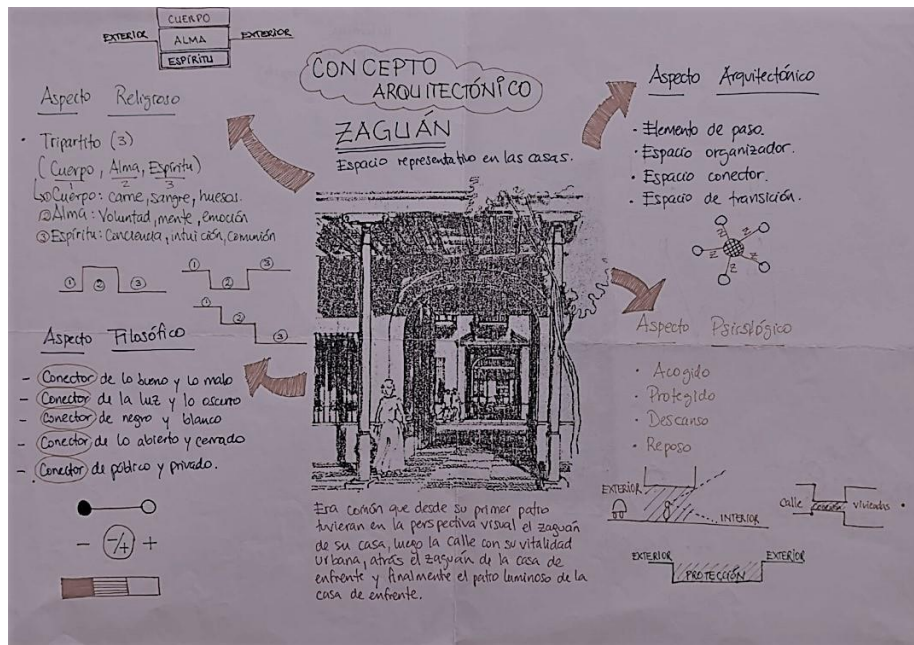 CUERPO
EXTERIOR ALMA EXTERIOR
ESPÍRITU
CONCEPTO
ARQUITECTÓNICO
ZAGUÁN
Espacio representativo en las casas.
Aspecto Religioso
• Tripartito (3)
(Cuerpo, Alma, Espíritu)
2 3
① Cuerpo: carne, sangre, huesos.
② Alma: Voluntad, mente, emoción
③ Espíritu: Conciencia, intuición, Comunión
① ② ③
① ② ③
① ② ③
Aspecto Filosófico
- Conector de lo bueno y lo malo
- Conector de la luz y lo oscuro
- Conector de negro y blanco
- Conector de lo abierto y cerrado
- Conector de público y privado.
- -/+ +
Era común que desde su primer patio
tuvieran en la perspectiva visual el zaguán
de su casa, luego la calle con su vitalidad
urbana, atrás el zaguán de la casa de
enfrente y finalmente el patio luminoso de la
casa de enfrente.
Aspecto Arquitectónico
• Elemento de paso.
• Espacio organizador.
• Espacio conector.
• Espacio de transición.
Z Z Z Z Z
Aspecto Psicológico
• Acogido
• Protegido
• Descanso
• Reposo
EXTERIOR
INTERIOR
Calle viviendas
EXTERIOR EXTERIOR
PROTECCIÓN